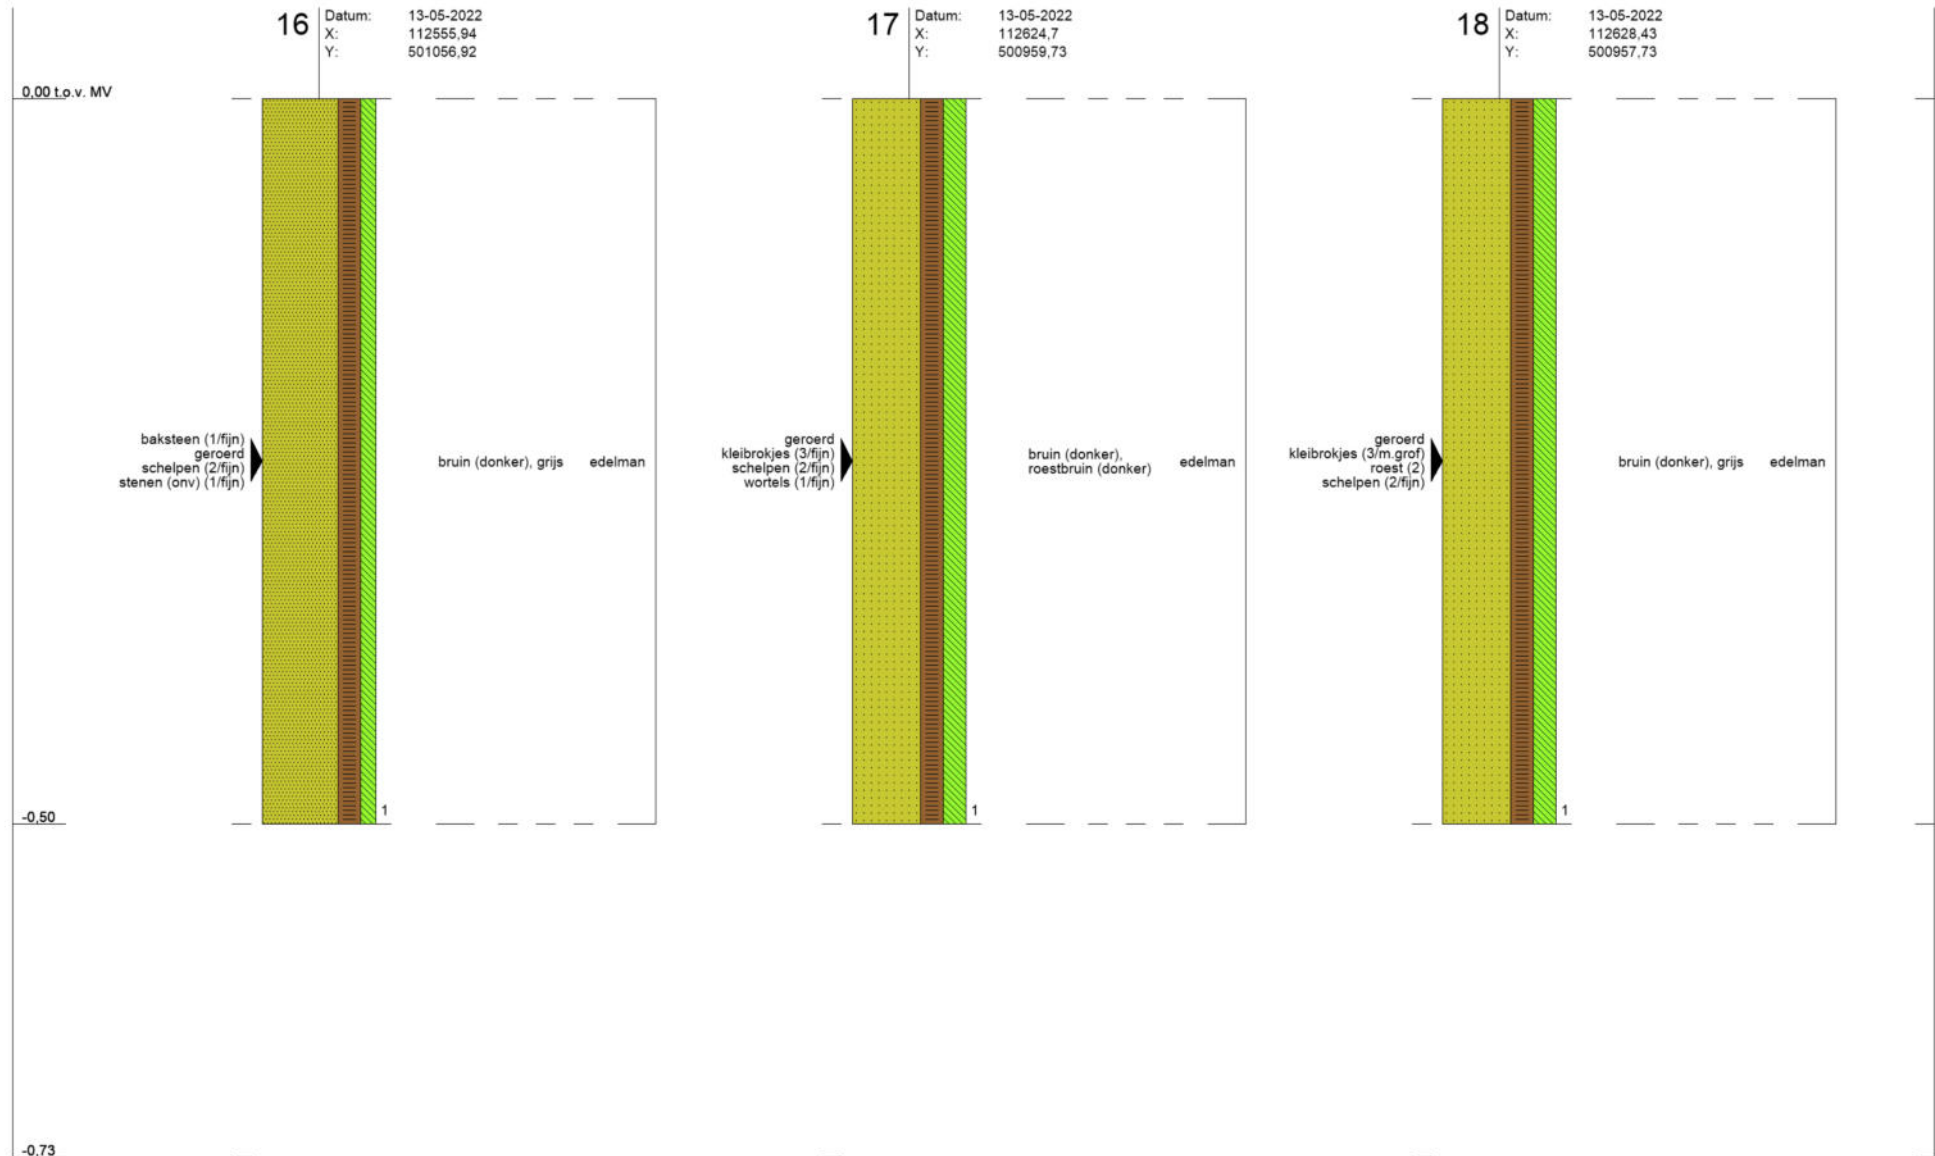 16
Datum: 13-05-2022
X: 112555,94
Y: 501056,92
17
Datum: 13-05-2022
X: 112624,7
Y: 500959,73
18
Datum: 13-05-2022
X: 112628,43
Y: 500957,73
0,00 t.o.v. MV
baksteen (1/fijn)
geroerd
schelpen (2/fijn)
stenen (onv) (1/fijn)
bruin (donker), grijs edelman
1
geroerd
kleibrokjes (3/fijn)
schelpen (2/fijn)
wortels (1/fijn)
bruin (donker),
roestbruin (donker) edelman
1
geroerd
kleibrokjes (3/m.grof)
roest (2)
schelpen (2/fijn)
bruin (donker), grijs edelman
1
-0,50
-0,73